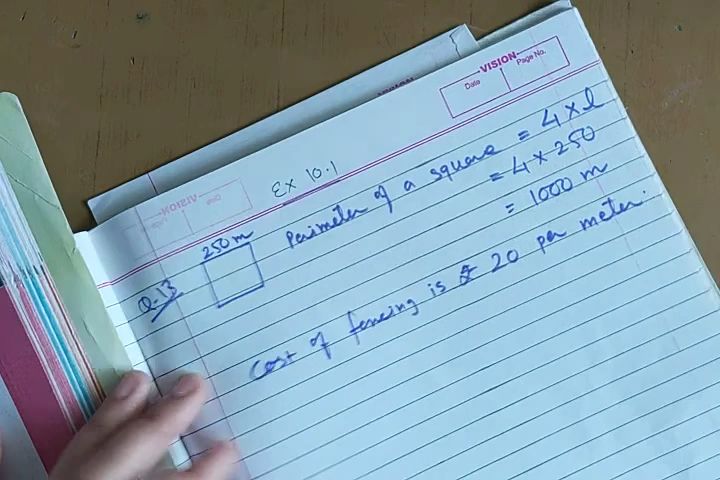 VISION
Date
Page No.
Ex 10.1
Q.13
250 m
Perimeter of a square = 4 × l
= 4 × 250
= 1000 m
Cost of fencing is ₹ 20 per meter.